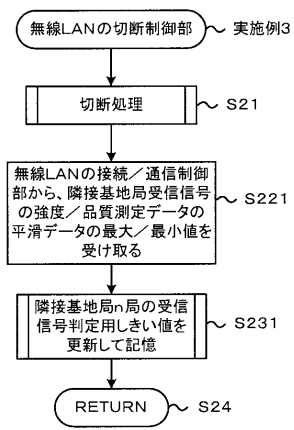 無線LANの切断制御部
実施例3
切断処理
S21
無線LANの接続／通信制御
部から、隣接基地局受信信号
の強度／品質測定データの
平滑データの最大／最小値を
受け取る
S221
隣接基地局n局の受信
信号判定用しきい値を
更新して記憶
S231
RETURN
S24